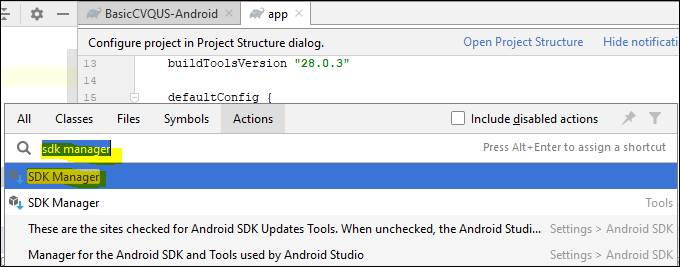 BasicCVQUS-Android × app ×
Configure project in Project Structure dialog. Open Project Structure Hide notificati
13 buildToolsVersion "28.0.3"
14
15 defaultConfig {
All Classes Files Symbols Actions Include disabled actions
sdk manager Press Alt+Enter to assign a shortcut
SDK Manager
SDK Manager Tools
These are the sites checked for Android SDK Updates Tools. When unchecked, the Android Studi... Settings > Android SDK
Manager for the Android SDK and Tools used by Android Studio Settings > Android SDK